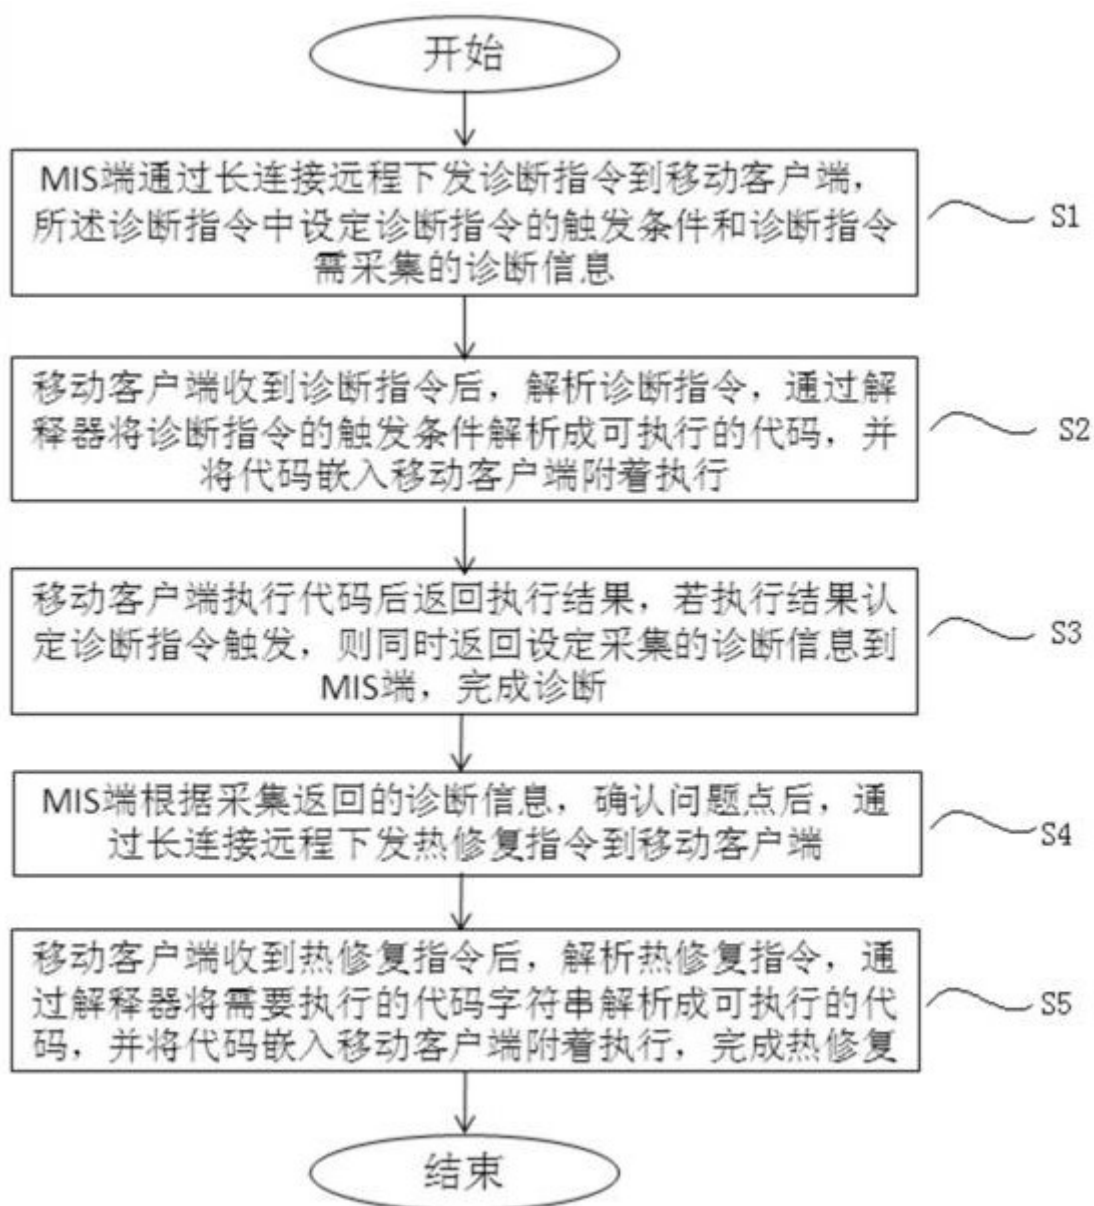 开始
MIS端通过长连接远程下发诊断指令到移动客户端，
所述诊断指令中设定诊断指令的触发条件和诊断指令
需采集的诊断信息
S1
移动客户端收到诊断指令后，解析诊断指令，通过解
释器将诊断指令的触发条件解析成可执行的代码，并
将代码嵌入移动客户端附着执行
S2
移动客户端执行代码后返回执行结果，若执行结果认
定诊断指令触发，则同时返回设定采集的诊断信息到
MIS端，完成诊断
S3
MIS端根据采集返回的诊断信息，确认问题点后，通
过长连接远程下发热修复指令到移动客户端
S4
移动客户端收到热修复指令后，解析热修复指令，通
过解释器将需要执行的代码字符串解析成可执行的代
码，并将代码嵌入移动客户端附着执行，完成热修复
S5
结束